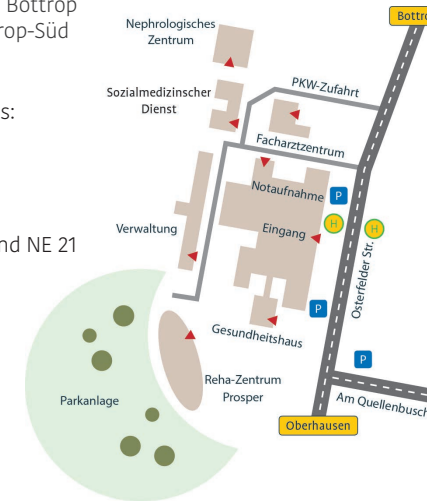 Bottrop
rop-Süd
s:
nd NE 21
Nephrologisches
Zentrum
Sozialmedizinscher
Dienst
PKW-Zufahrt
Facharztzentrum
Notaufnahme
P
H
H
Verwaltung
Eingang
Osterfelder Str.
P
Gesundheitshaus
P
Reha-Zentrum
Prosper
Parkanlage
Am Quellenbusch
Oberhausen
Bottro